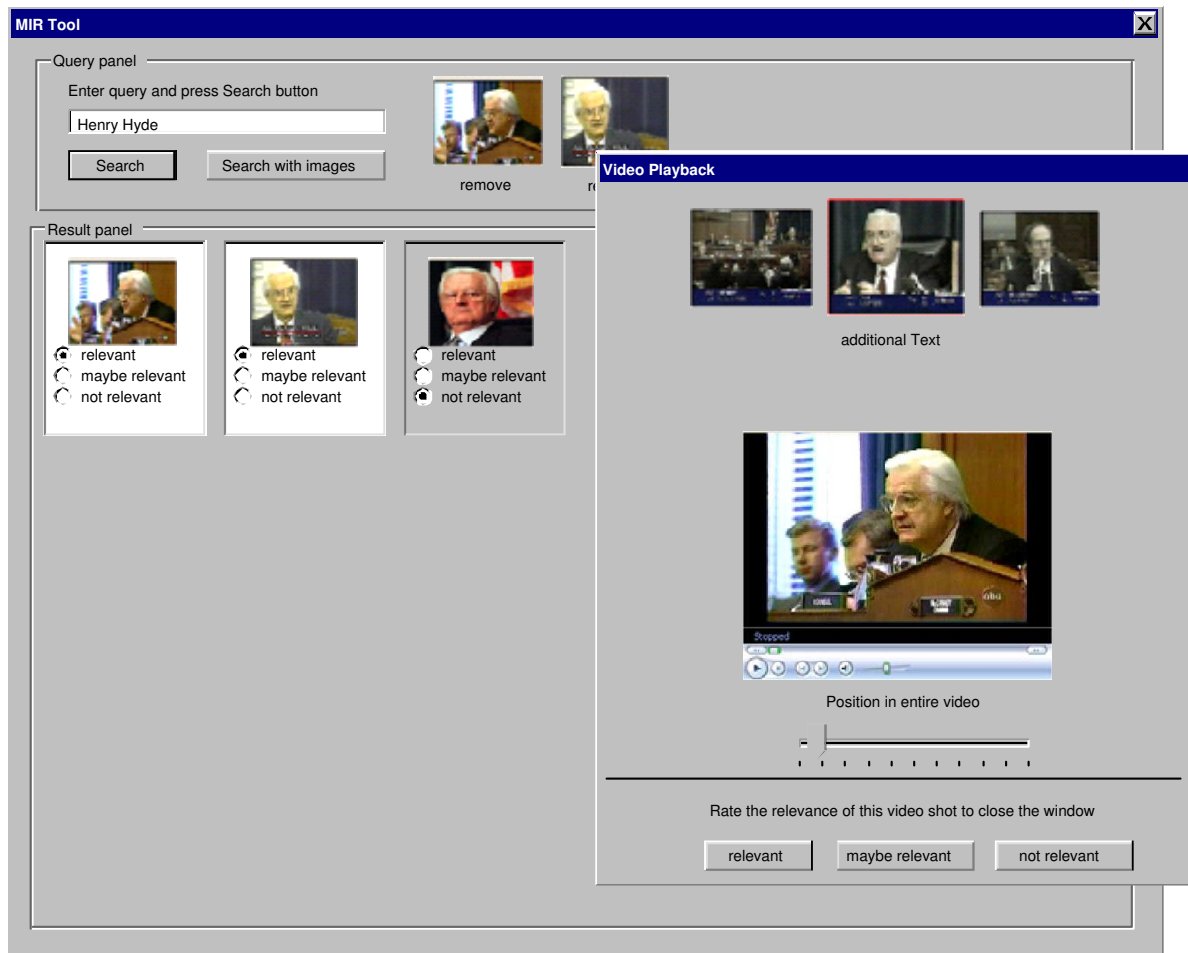 MIR Tool
X
Query panel
Enter query and press Search button
Henry Hyde
Search
Search with images
remove
re
Video Playback
additional Text
Result panel
relevant
maybe relevant
not relevant
relevant
maybe relevant
not relevant
relevant
maybe relevant
not relevant
Stopped
Position in entire video
Rate the relevance of this video shot to close the window
relevant
maybe relevant
not relevant